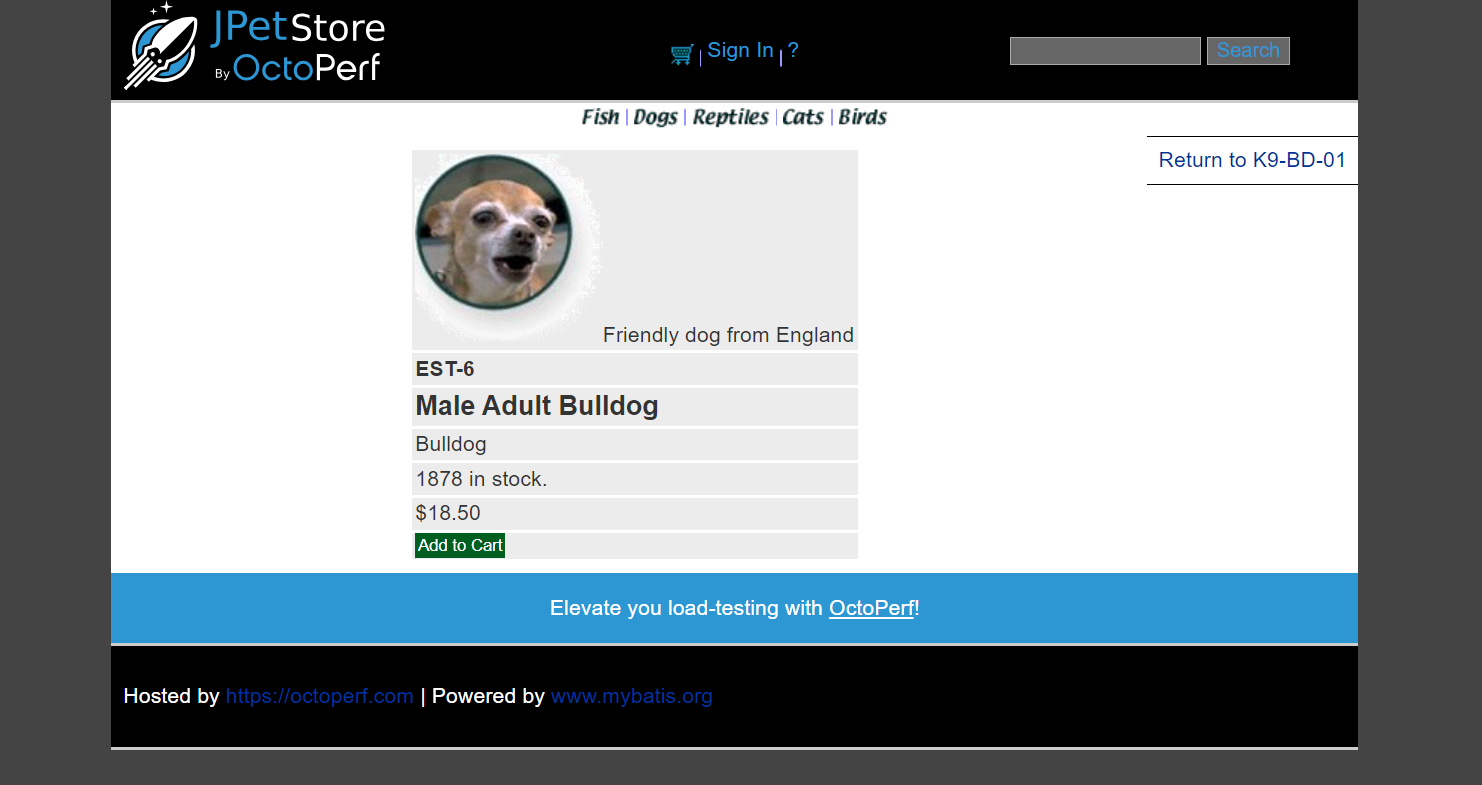 JPetStore
By OctoPerf
Sign In ?
Search
Fish Dogs Reptiles Cats Birds
Return to K9-BD-01
Friendly dog from England
EST-6
Male Adult Bulldog
Bulldog
1878 in stock.
$18.50
Add to Cart
Elevate you load-testing with OctoPerf!
Hosted by https://octoperf.com | Powered by www.mybatis.org